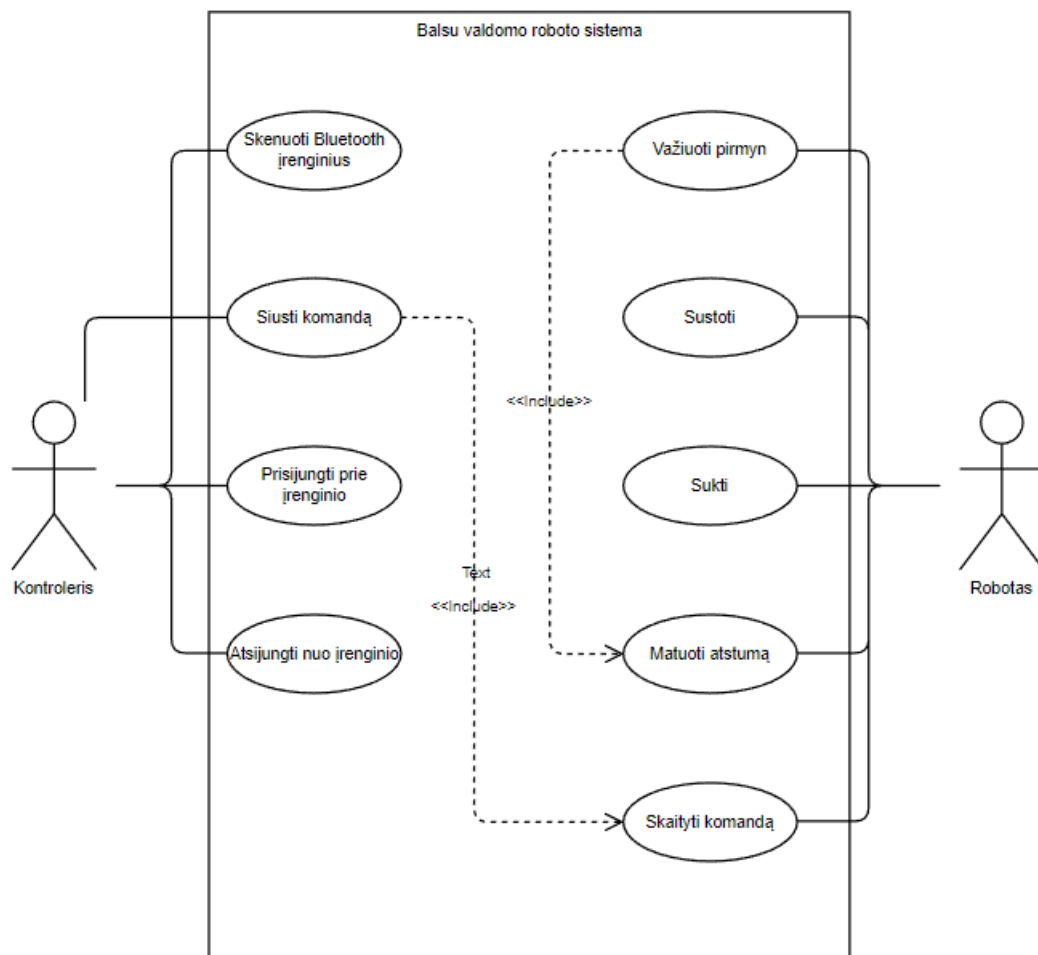 Balsu valdomo roboto sistema
Skenuoti Bluetooth
įrenginius
Važiuoti pirmyn
Siusti komandą
Sustoti
<<Include>>
Prisijungti prie
įrenginio
Sukti
Kontroleris
Robotas
Text
<<Include>>
Atsijungti nuo įrenginio
Matuoti atstumą
Skaityti komandą